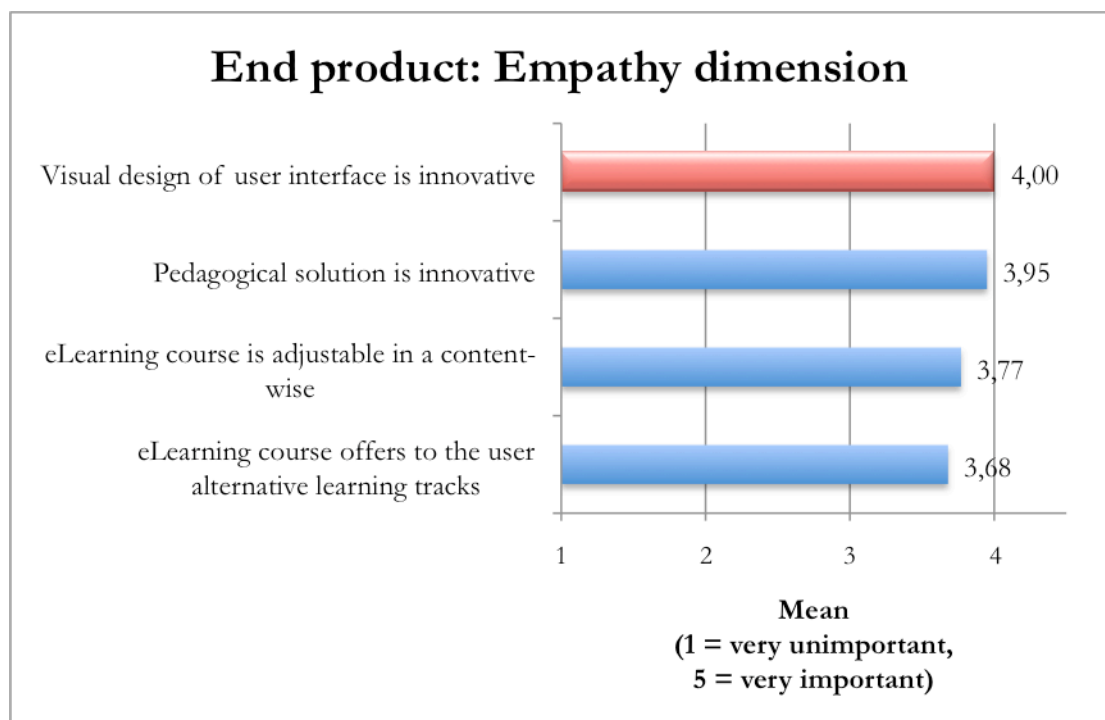 End product: Empathy dimension
Visual design of user interface is innovative
4,00
Pedagogical solution is innovative
3,95
eLearning course is adjustable in a content-
wise
3,77
eLearning course offers to the user
alternative learning tracks
3,68
1 2 3 4
Mean
(1 = very unimportant,
5 = very important)